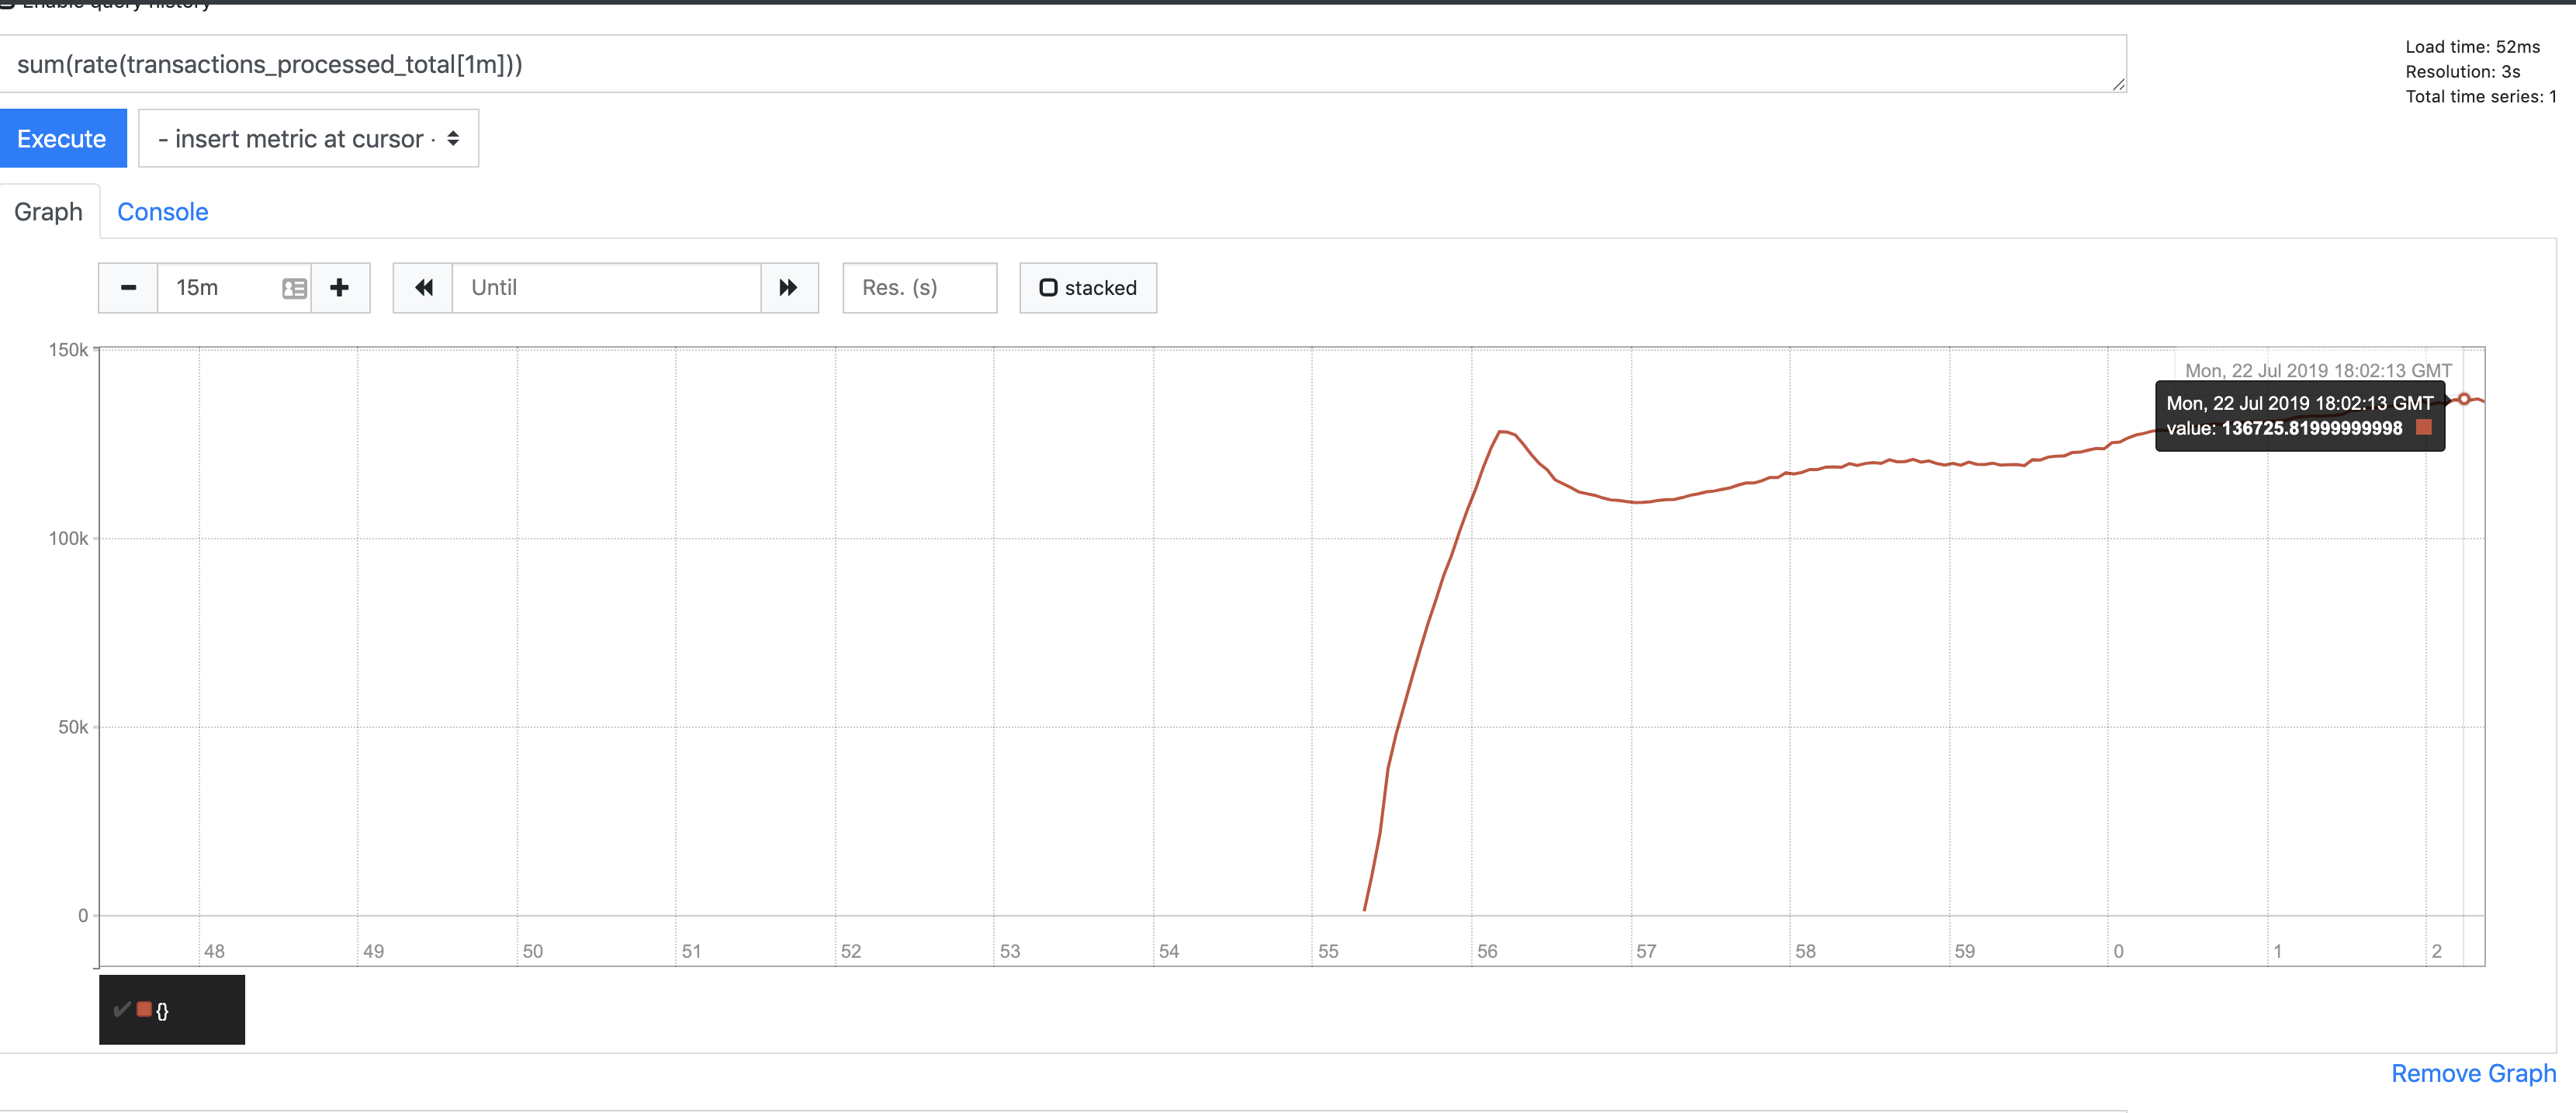 Enable query history
sum(rate(transactions_processed_total[1m]))
Load time: 52ms
Resolution: 3s
Total time series: 1
Execute
- insert metric at cursor -
Graph
Console
15m
Until
Res. (s)
stacked
150k
100k
50k
0
Mon, 22 Jul 2019 18:02:13 GMT
Mon, 22 Jul 2019 18:02:13 GMT
value: 136725.81999999998
48 49 50 51 52 53 54 55 56 57 58 59 0 1 2
{}
Remove Graph